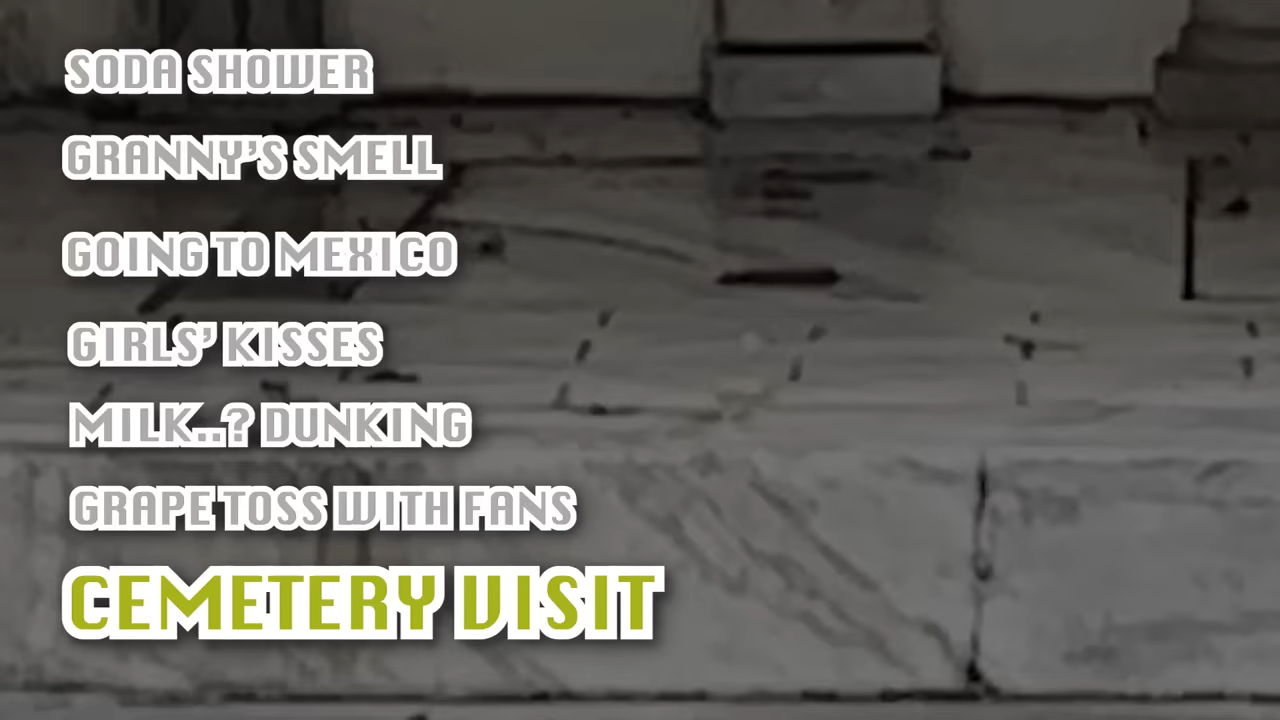 SODA SHOWER
GRANNY'S SMELL
GOING TO MEXICO
GIRLS' KISSES
MILK..? DUNKING
GRAPE TOSS WITH FANS
CEMETERY VISIT